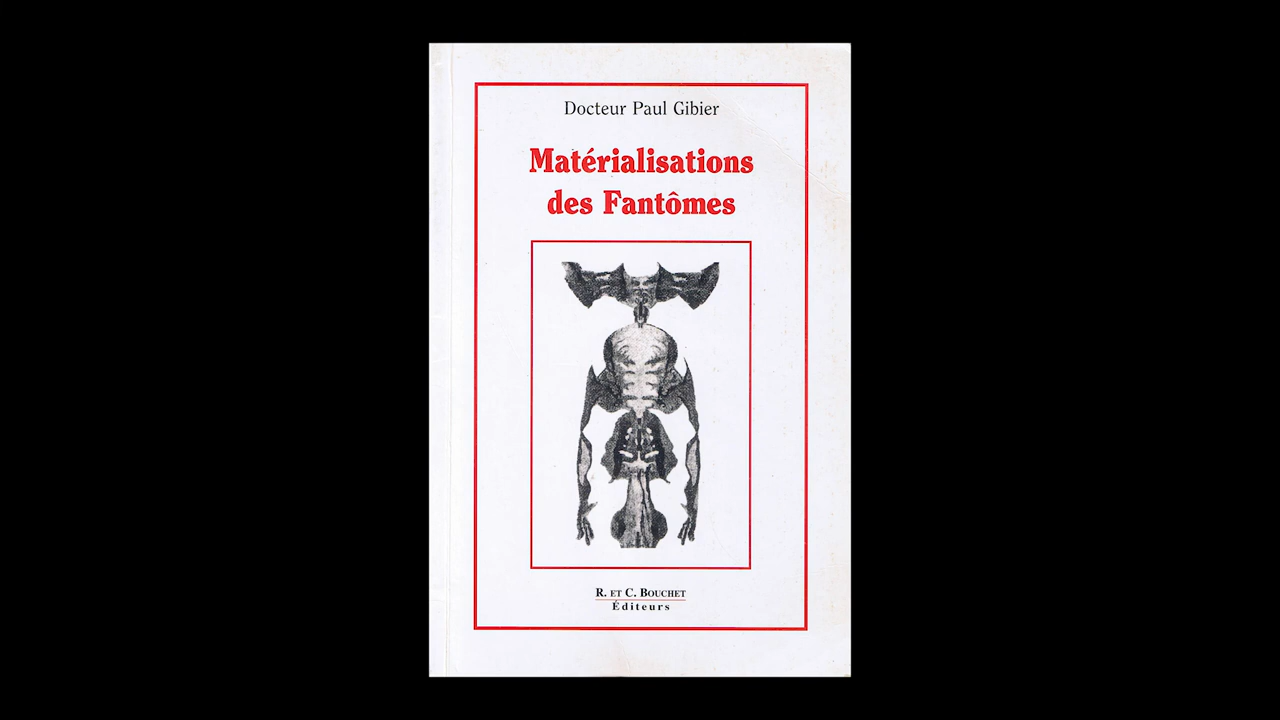 Docteur Paul Gibier
Matérialisations
des Fantômes
R. ET C. BOUCHET
Éditeurs